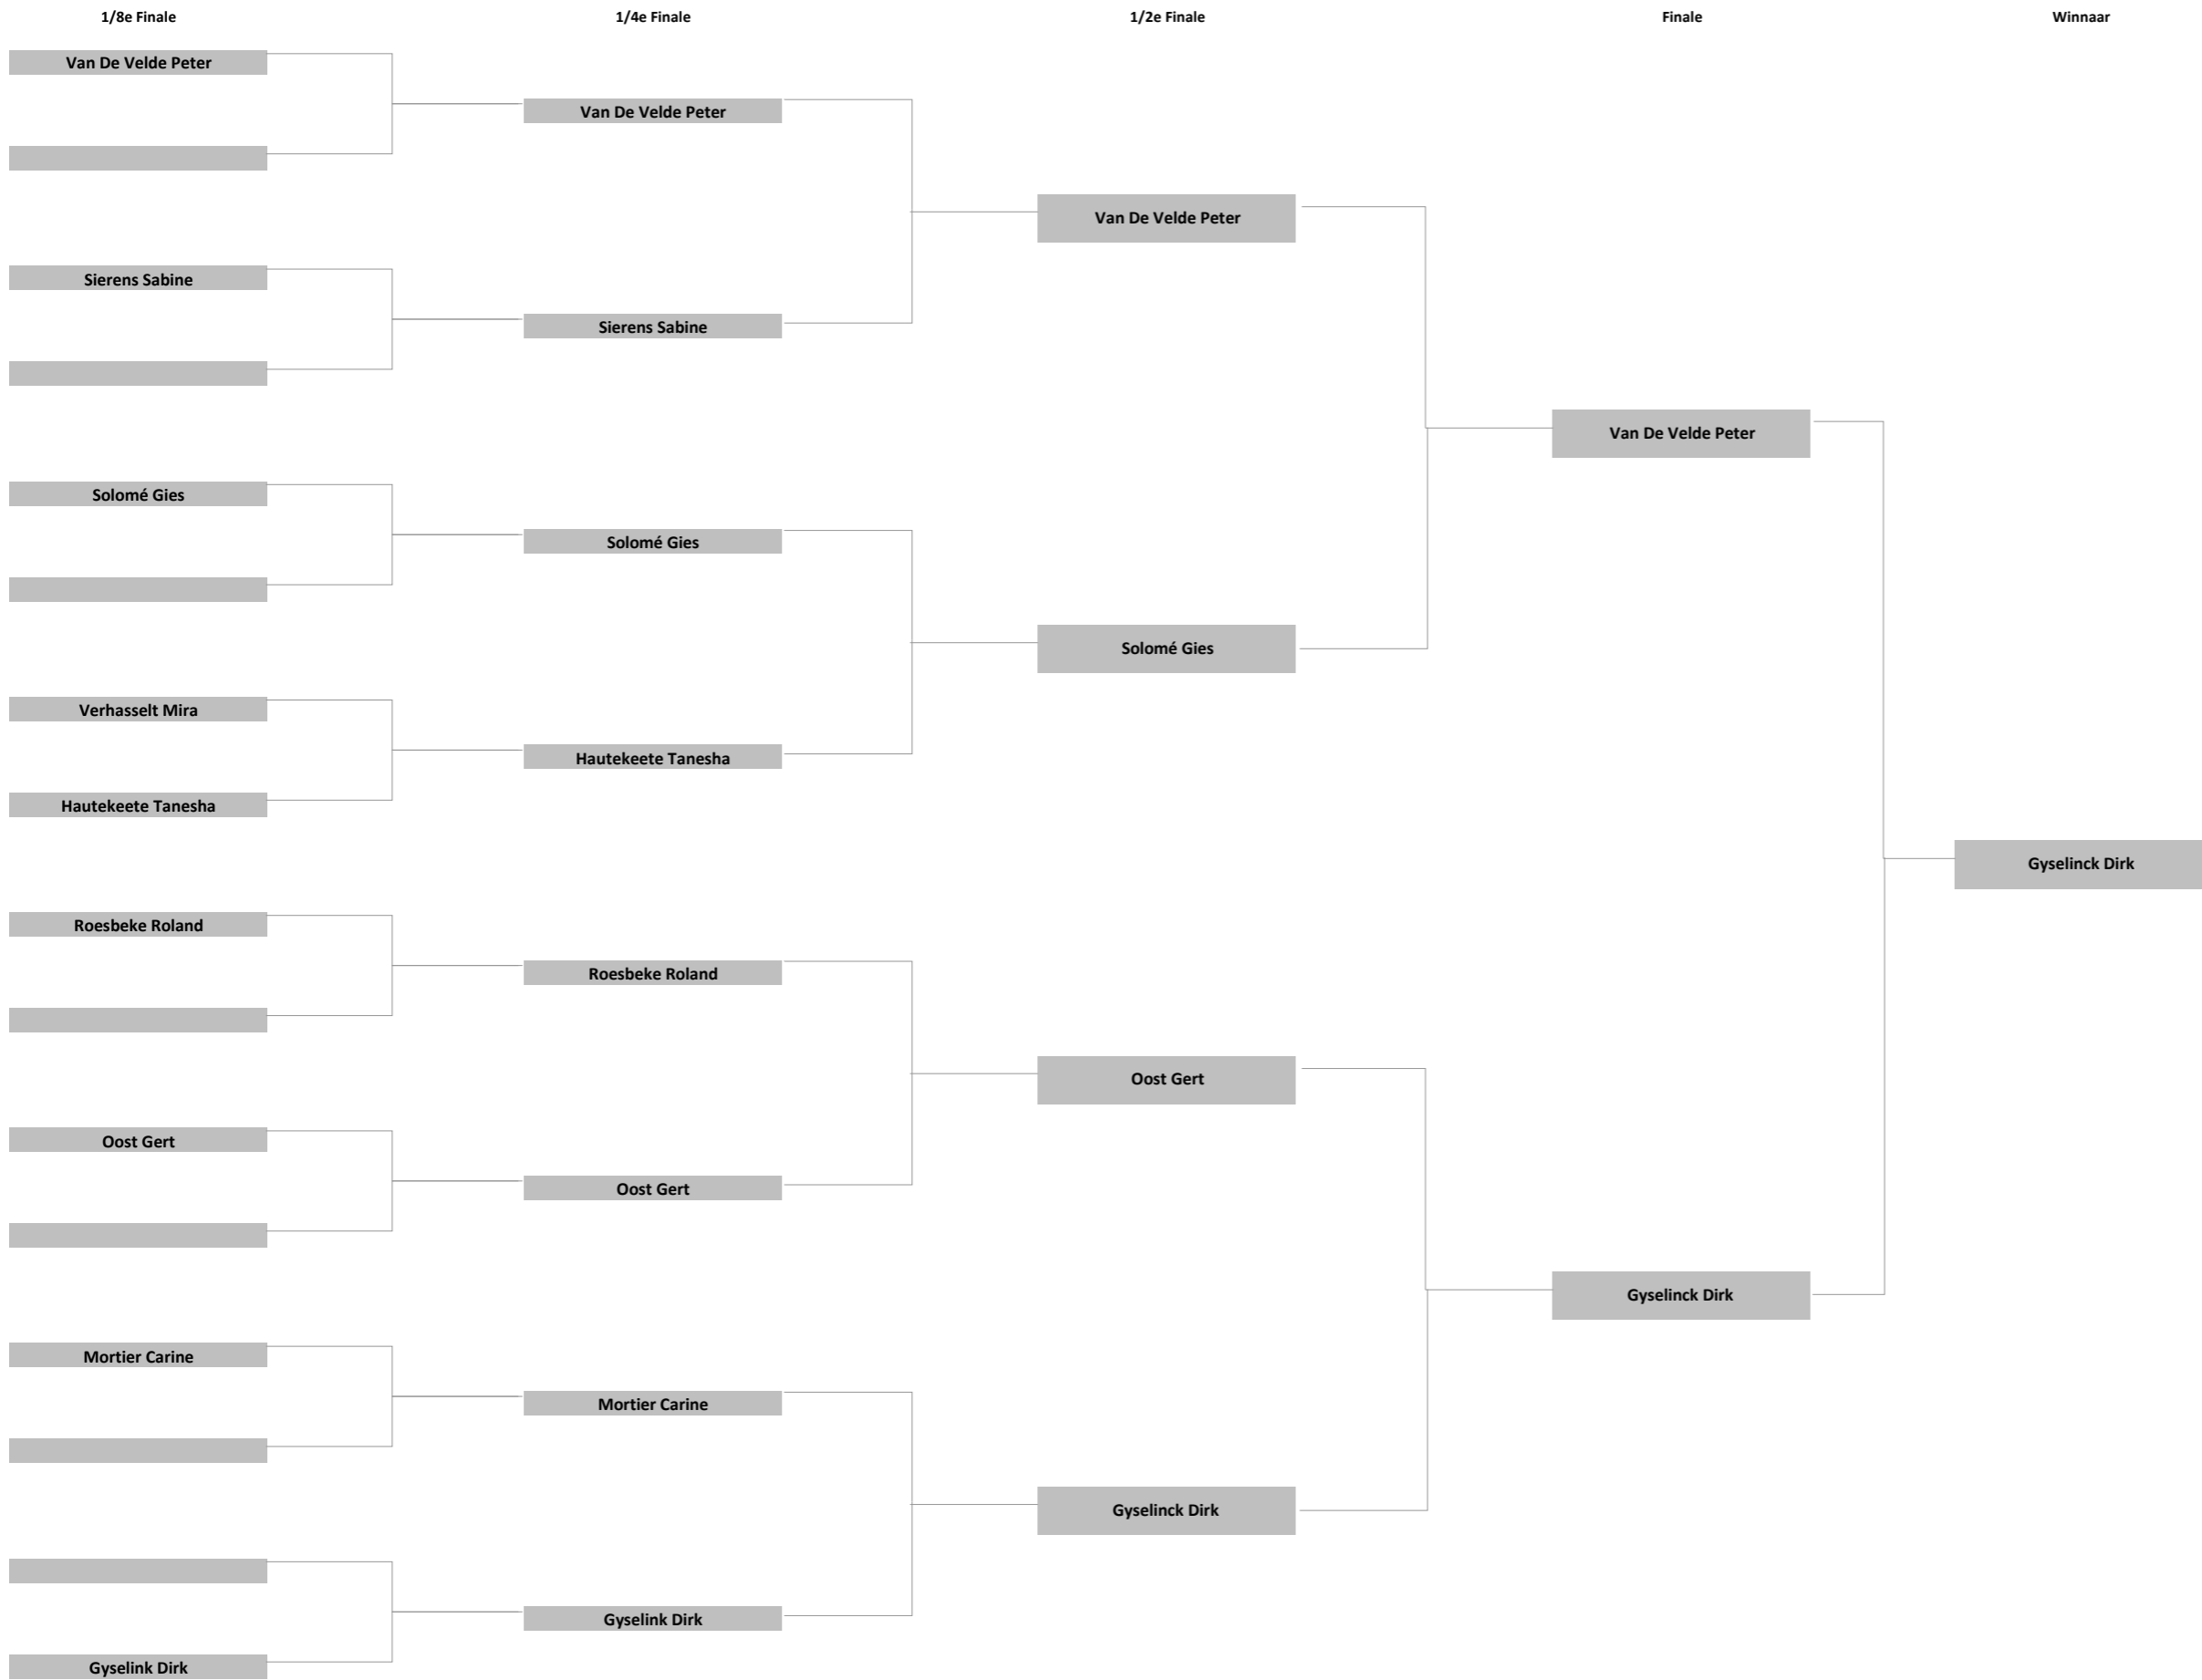 1/8e Finale 1/4e Finale 1/2e Finale Finale Winnaar
Van De Velde Peter
Van De Velde Peter
Van De Velde Peter
Sierens Sabine
Sierens Sabine
Van De Velde Peter
Solomé Gies
Solomé Gies
Solomé Gies
Verhasselt Mira
Hautekeete Tanesha
Hautekeete Tanesha
Gyselinck Dirk
Roesbeke Roland
Roesbeke Roland
Oost Gert
Oost Gert
Oost Gert
Gyselinck Dirk
Mortier Carine
Mortier Carine
Gyselinck Dirk
Gyselink Dirk
Gyselink Dirk